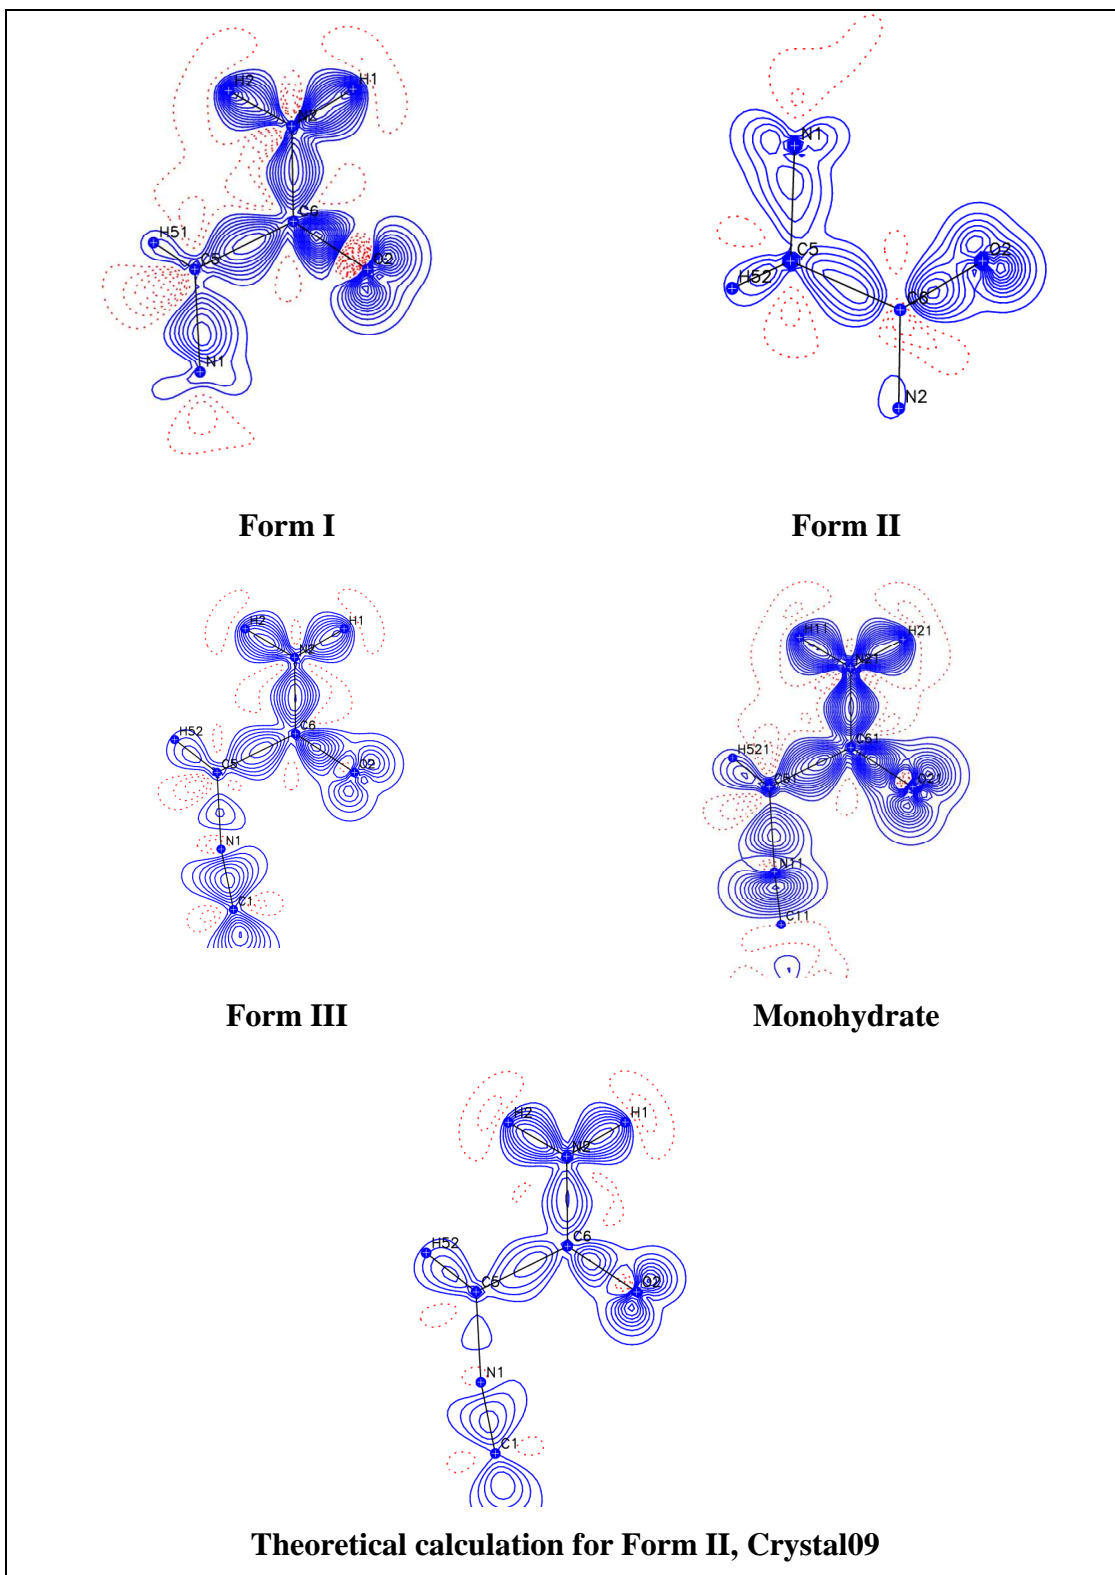 H2 H1
N2
C6
H51
C5 O2
N1
Form I
N1
C5 O2
H52
C6
N2
Form II
H2 H1
N2
H52 C6
C5 O2
N1
C1
Form III
H11 H21
N21
C61
H521
C51 O21
N11
C11
Monohydrate
H2 H1
N2
H52 C6
C5 O2
N1
C1
Theoretical calculation for Form II, Crystal09